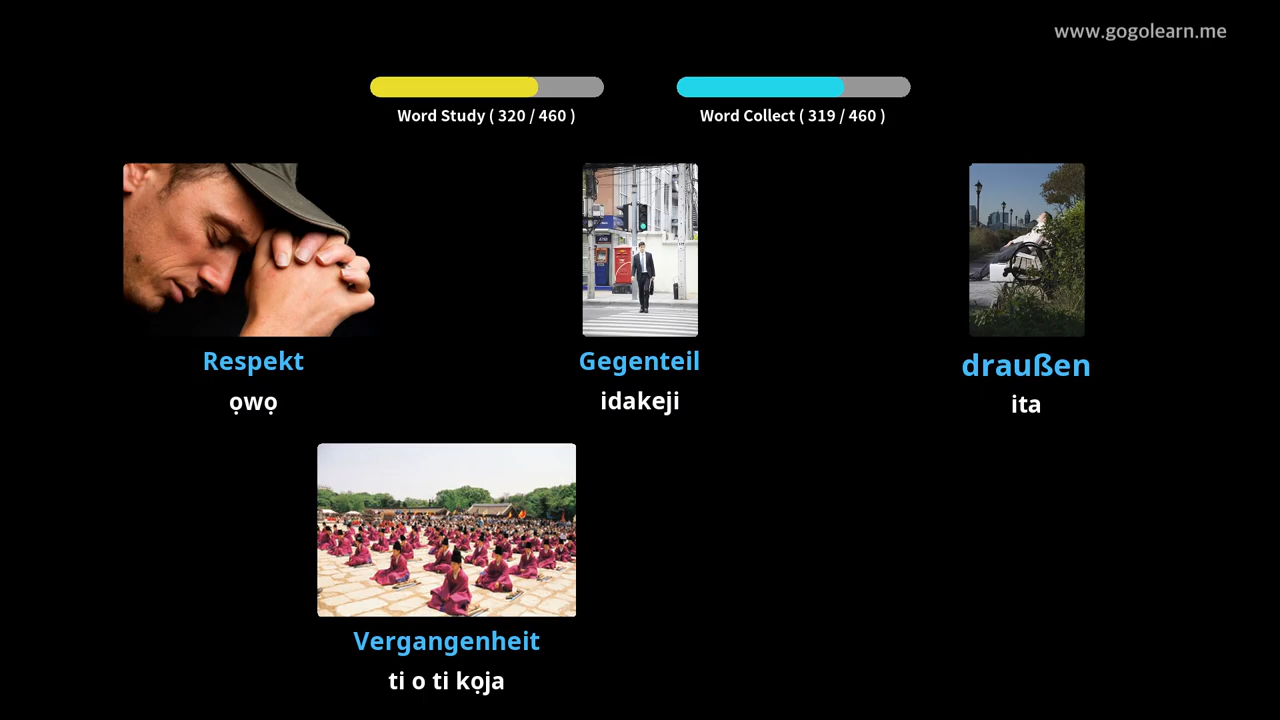 www.gogolearn.me
Word Study ( 320 / 460 )
Word Collect ( 319 / 460 )
Respekt
ọwọ
Gegenteil
idakeji
draußen
ita
Vergangenheit
ti o ti kọja